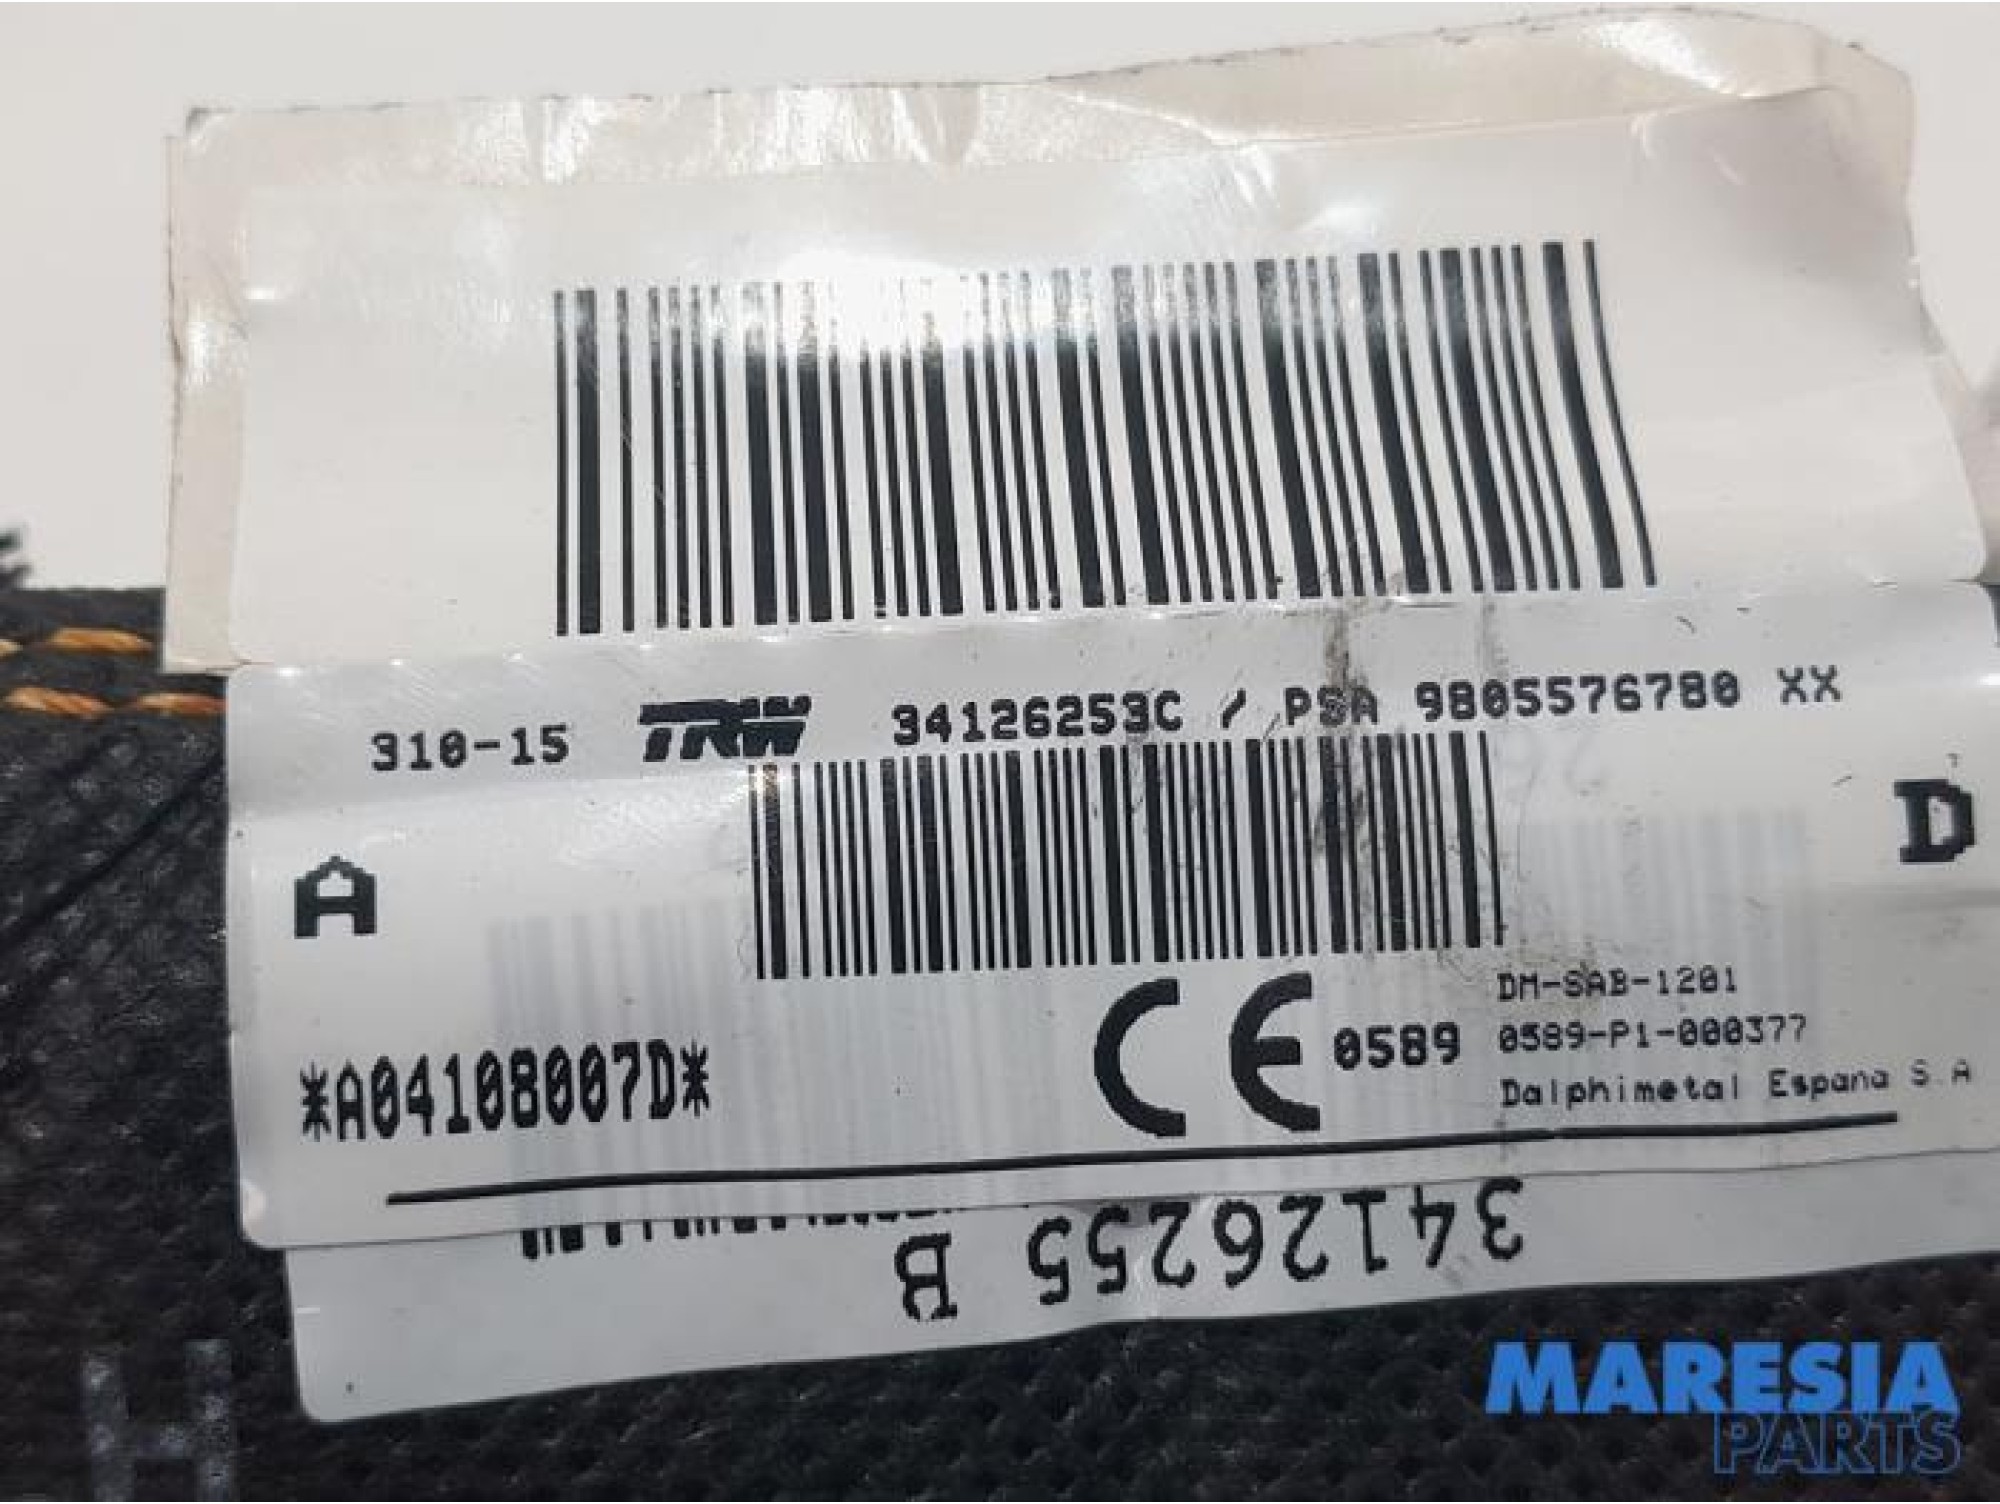 310-15 TRW 34126253C / PSA 9805576780 XX
A
D
*A04108007D*
CE 0589
DM-SAB-1201
0589-P1-000377
Dalphimetal Espana S.A
34126255 B
H
MARESIA
PARTS